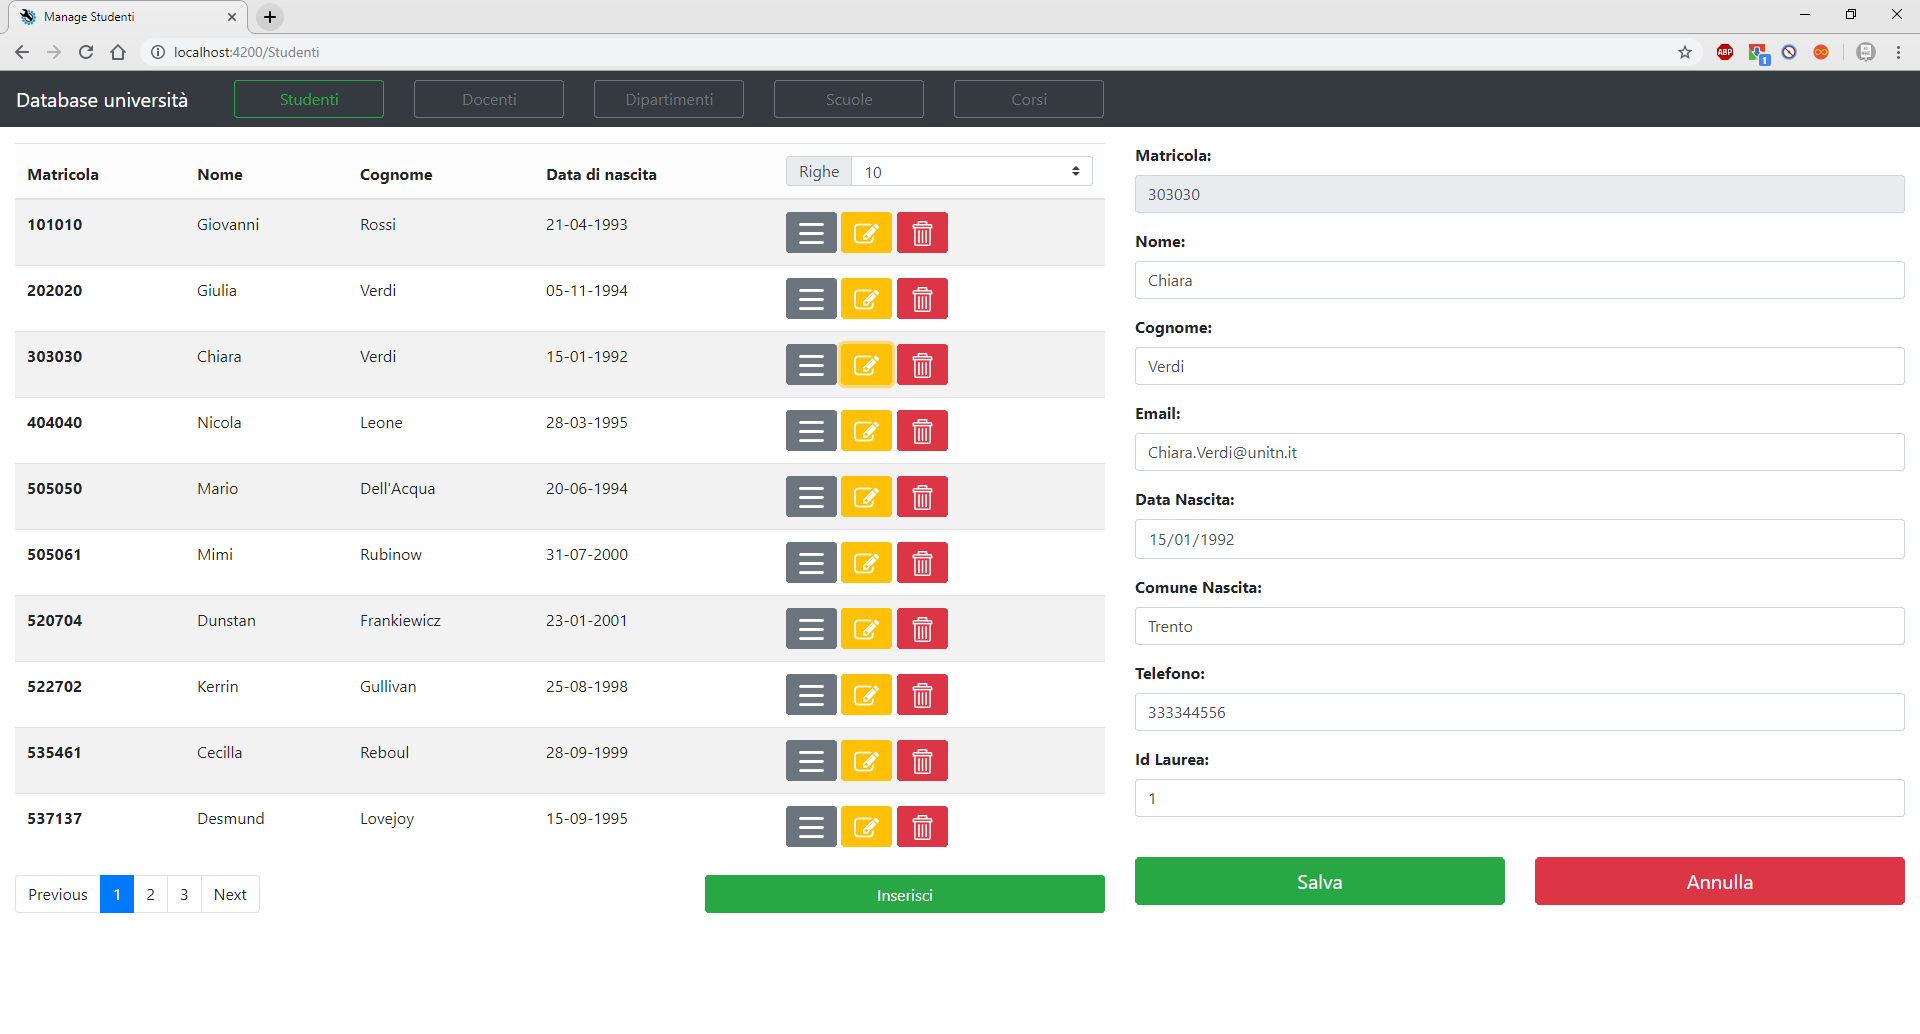 Manage Studenti
localhost:4200/Studenti
ABP
1
Database università
Studenti
Docenti
Dipartimenti
Scuole
Corsi
Matricola Nome Cognome Data di nascita Righe 10
101010 Giovanni Rossi 21-04-1993
202020 Giulia Verdi 05-11-1994
303030 Chiara Verdi 15-01-1992
404040 Nicola Leone 28-03-1995
505050 Mario Dell'Acqua 20-06-1994
505061 Mimi Rubinow 31-07-2000
520704 Dunstan Frankiewicz 23-01-2001
522702 Kerrin Gullivan 25-08-1998
535461 Cecilla Reboul 28-09-1999
537137 Desmund Lovejoy 15-09-1995
Previous 1 2 3 Next
Inserisci
Matricola:
303030
Nome:
Chiara
Cognome:
Verdi
Email:
Chiara.Verdi@unitn.it
Data Nascita:
15/01/1992
Comune Nascita:
Trento
Telefono:
333344556
Id Laurea:
1
Salva
Annulla